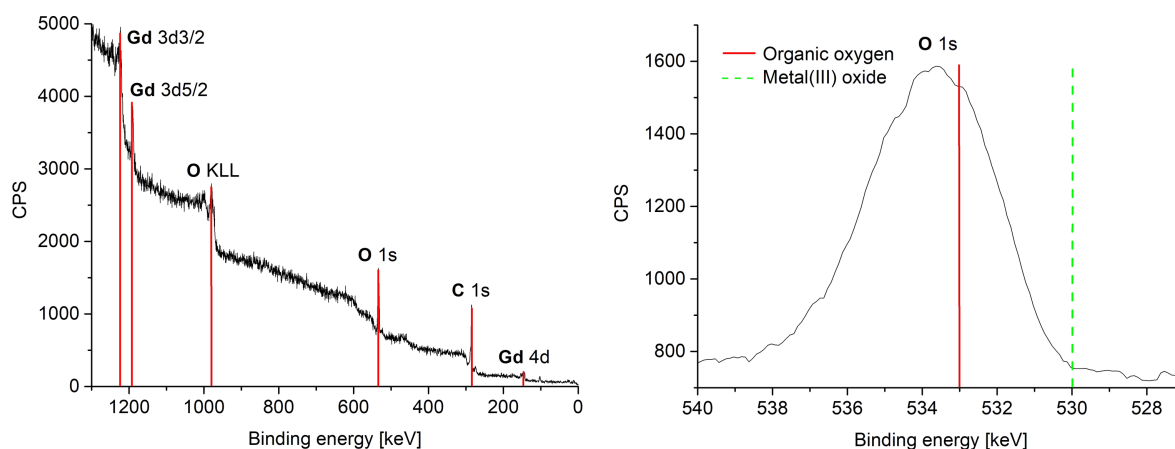 5000
4000
3000
2000
1000
0
CPS
Gd 3d3/2
Gd 3d5/2
O KLL
O 1s
C 1s
Gd 4d
1200 1000 800 600 400 200 0
Binding energy [keV]
1600
1400
1200
1000
800
CPS
O 1s
Organic oxygen
Metal(III) oxide
540 538 536 534 532 530 528
Binding energy [keV]